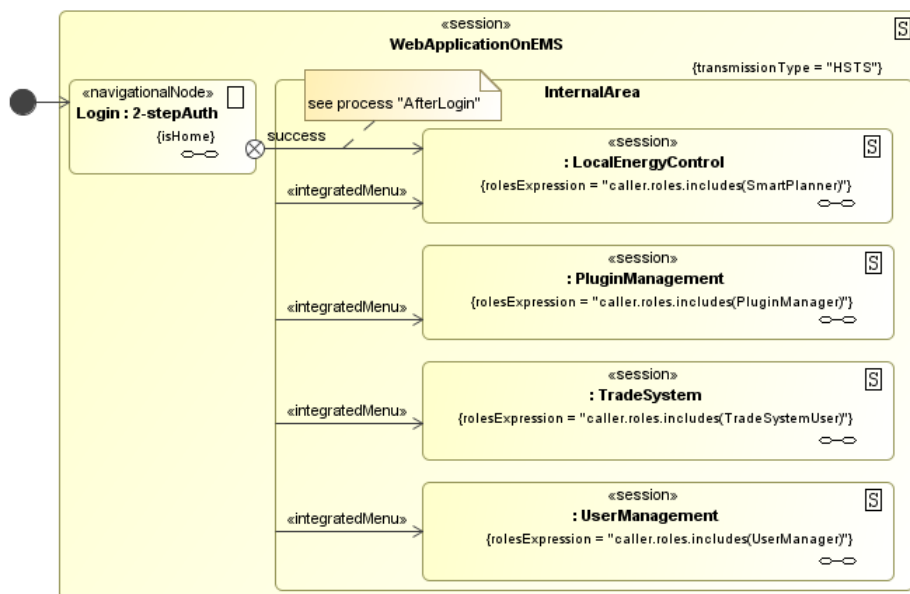 «session»
S
WebApplicationOnEMS
{transmissionType = "HSTS"}
«navigationalNode»
Login : 2-stepAuth
{isHome}
see process "AfterLogin"
InternalArea
success
«session»
S
: LocalEnergyControl
{rolesExpression = "caller.roles.includes(SmartPlanner)"}
«integratedMenu»
«session»
S
: PluginManagement
{rolesExpression = "caller.roles.includes(PluginManager)"}
«integratedMenu»
«session»
S
: TradeSystem
{rolesExpression = "caller.roles.includes(TradeSystemUser)"}
«integratedMenu»
«session»
S
: UserManagement
{rolesExpression = "caller.roles.includes(UserManager)"}
«integratedMenu»